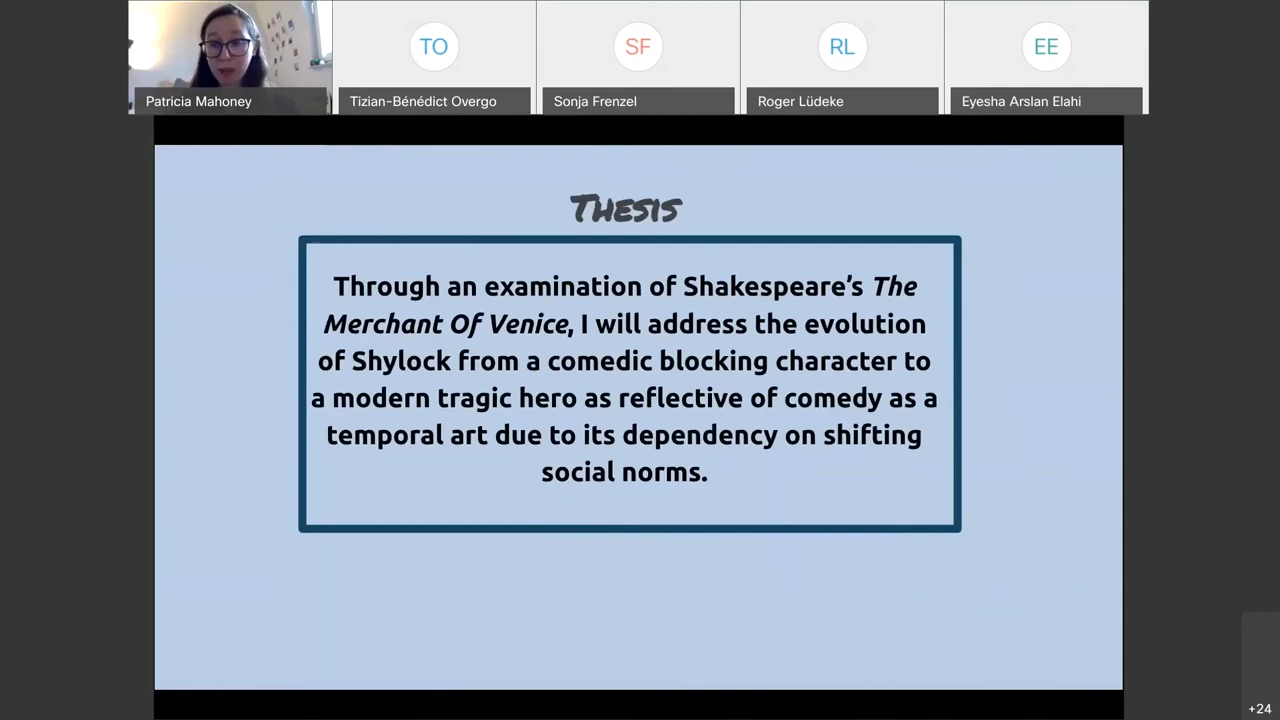 TO
SF
RL
EE
Patricia Mahoney
Tizian-Bénédict Overgo
Sonja Frenzel
Roger Lüdeke
Eyesha Arslan Elahi
Thesis
Through an examination of Shakespeare’s The
Merchant Of Venice, I will address the evolution
of Shylock from a comedic blocking character to
a modern tragic hero as reflective of comedy as a
temporal art due to its dependency on shifting
social norms.
+24